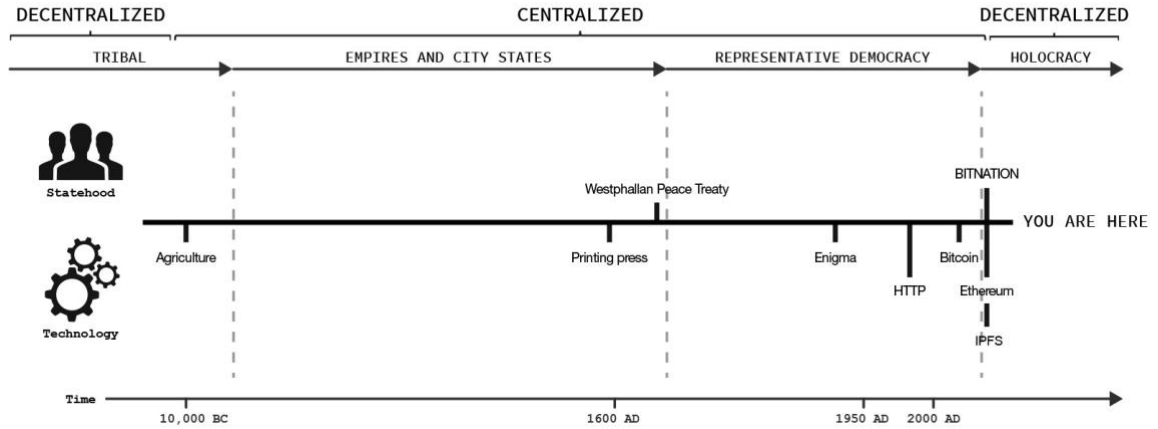 DECENTRALIZED
CENTRALIZED
DECENTRALIZED
TRIBAL
EMPIRES AND CITY STATES
REPRESENTATIVE DEMOCRACY
HOLOCRACY
Statehood
BITNATION
Westphallan Peace Treaty
YOU ARE HERE
Agriculture
Printing press
Enigma
Bitcoin
HTTP
Ethereum
Technology
IPFS
Time
10,000 BC
1600 AD
1950 AD
2000 AD